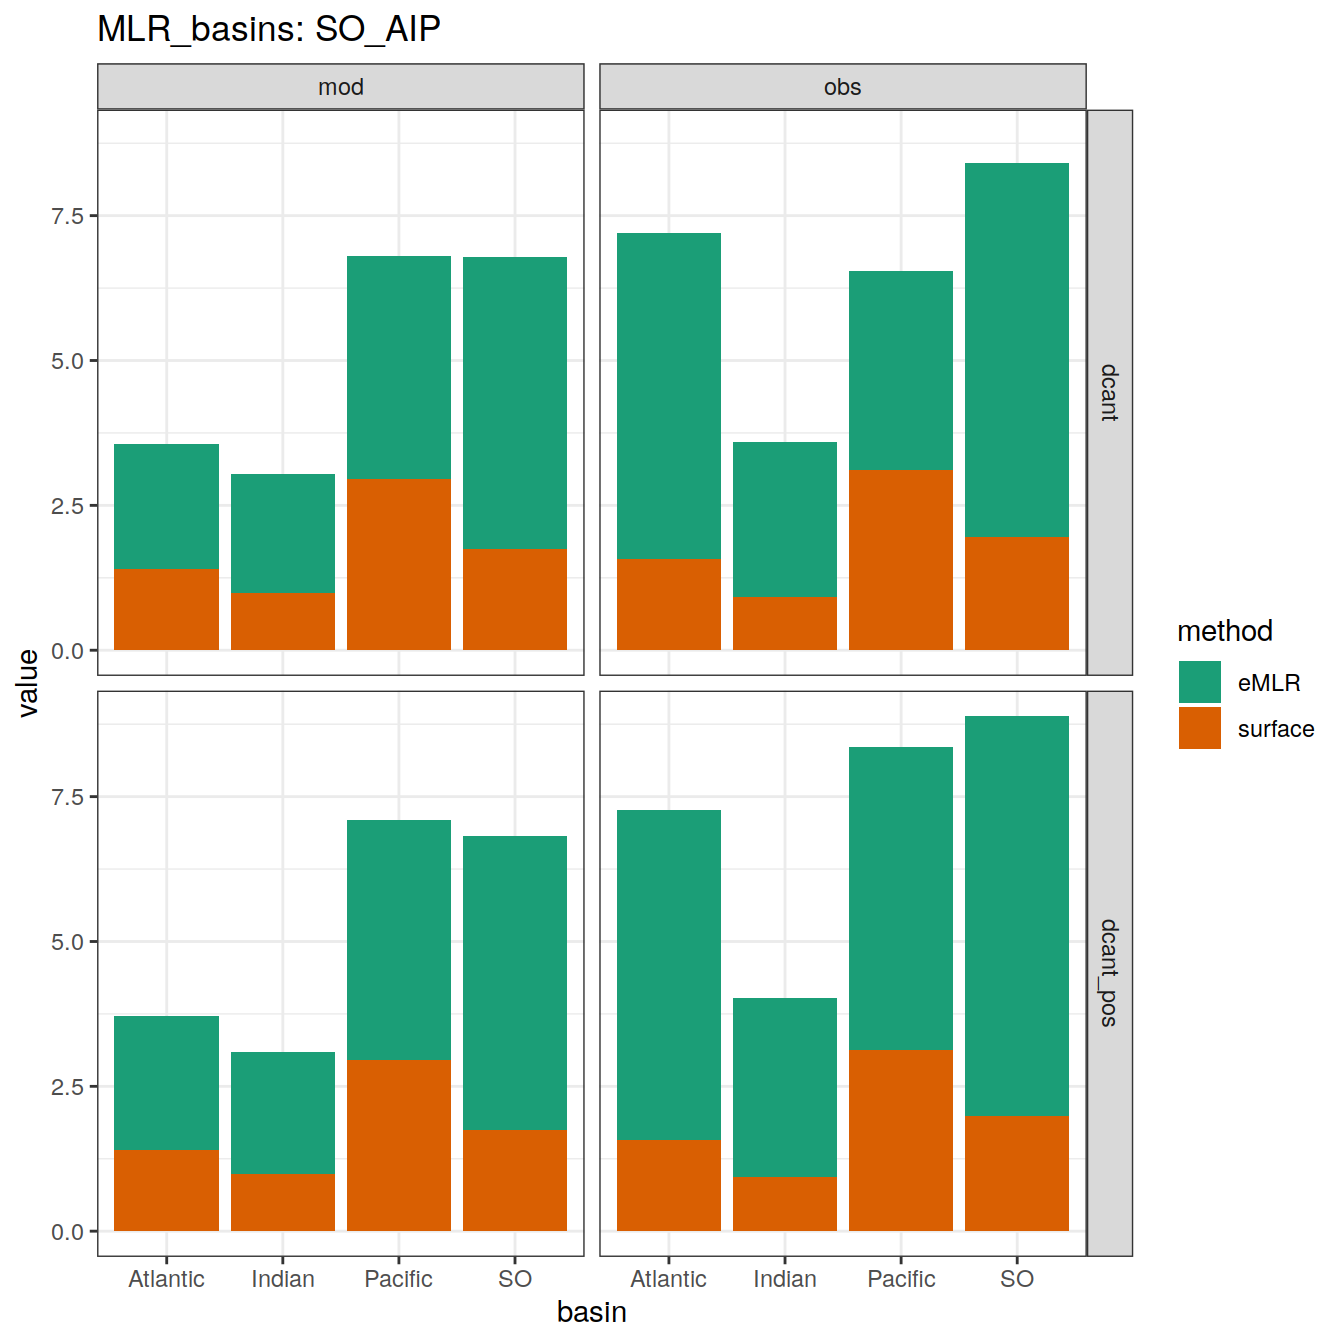 MLR_basins: SO_AIP
mod
obs
7.5
5.0
2.5
0.0
dcant
7.5
5.0
2.5
0.0
dcant_pos
value
Atlantic Indian Pacific SO
Atlantic Indian Pacific SO
basin
method
eMLR
surface